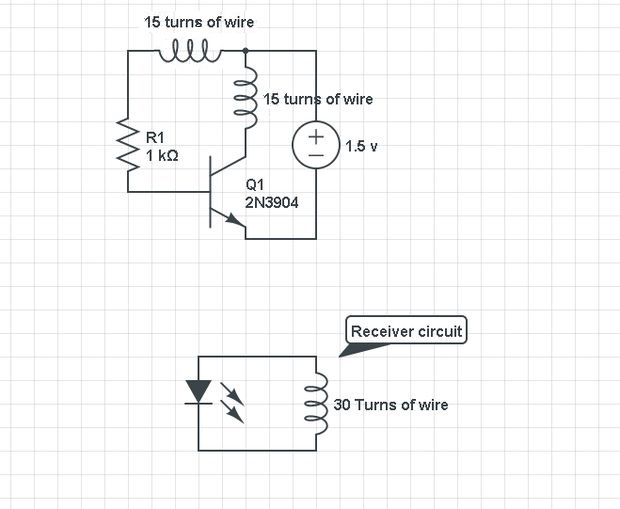 15 turns of wire
15 turns of wire
R1
1 kΩ
+
−
1.5 v
Q1
2N3904
Receiver circuit
30 Turns of wire